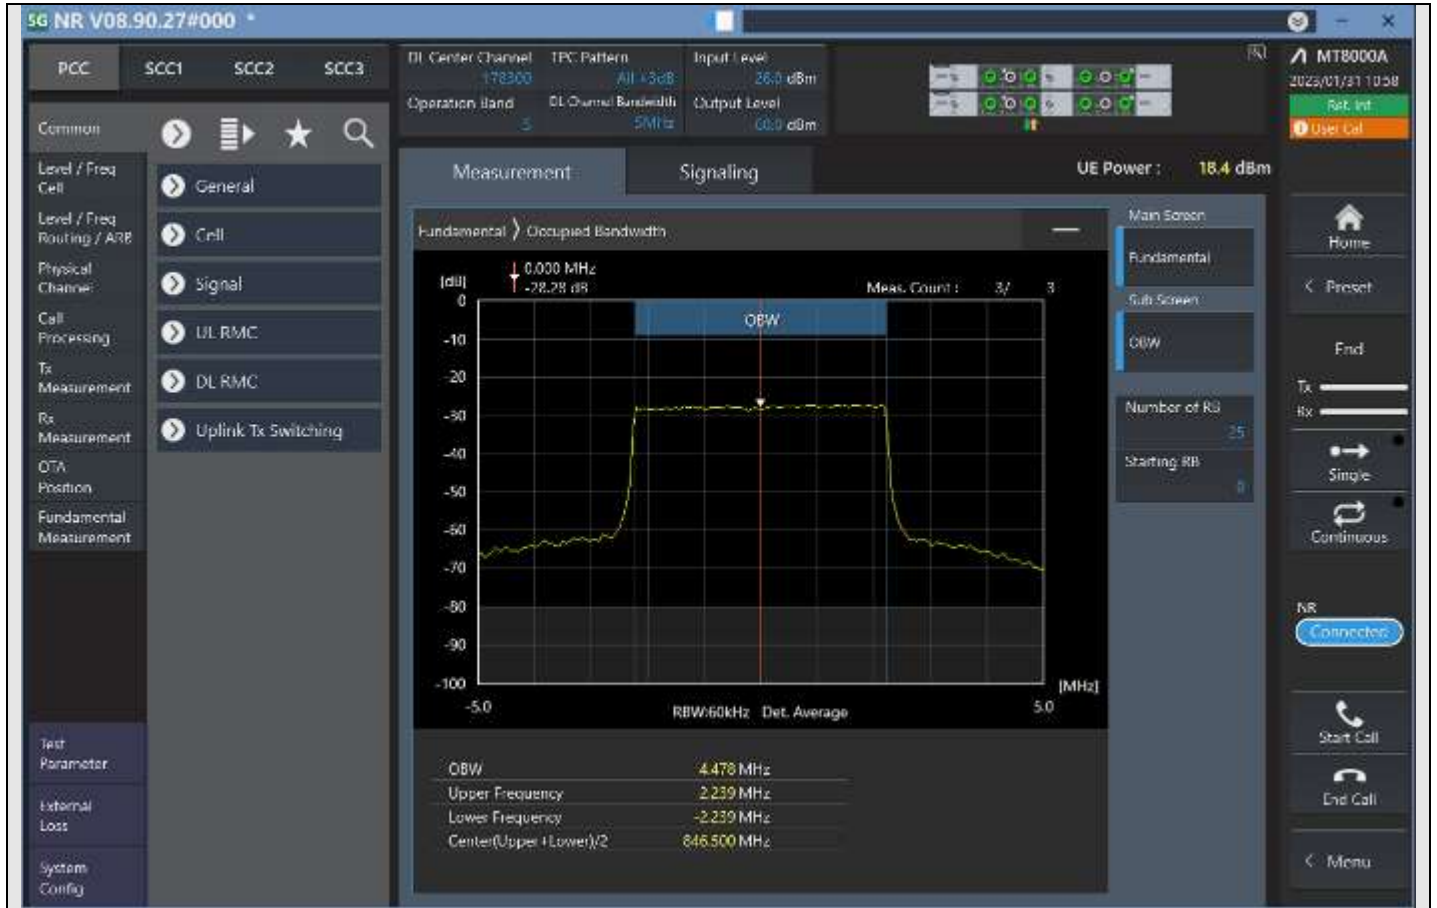 5G NR V08.90.27#000 *
PCC SCC1 SCC2 SCC3
DL Center Channel 178300
TPC Pattern All +3dB
Input Level 26.0 dBm
Operation Band 5
DL Channel Bandwidth 5MHz
Output Level -60.0 dBm
MT8000A
2023/01/31 10:58
Ref. Int
User Cal
Common
Level / Freq
Cell
Level / Freq
Routing / ARB
Physical
Channel
Call
Processing
Tx
Measurement
Rx
Measurement
OTA
Position
Fundamental
Measurement
Test
Parameter
External
Loss
System
Config
General
Cell
Signal
UL RMC
DL RMC
Uplink Tx Switching
Measurement Signaling
UE Power : 18.4 dBm
Fundamental ❯ Occupied Bandwidth
0.000 MHz
-28.28 dB
[dB]
Meas. Count : 3/ 3
OBW
0
-10
-20
-30
-40
-50
-60
-70
-80
-90
-100
-5.0 5.0
[MHz]
RBW:60kHz Det. Average
OBW 4.478 MHz
Upper Frequency 2.239 MHz
Lower Frequency -2.239 MHz
Center(Upper+Lower)/2 846.500 MHz
Main Screen
Fundamental
Sub Screen
OBW
Number of RB
25
Starting RB
0
Home
< Preset
End
Tx
Rx
Single
Continuous
NR
Connected
Start Call
End Call
< Menu